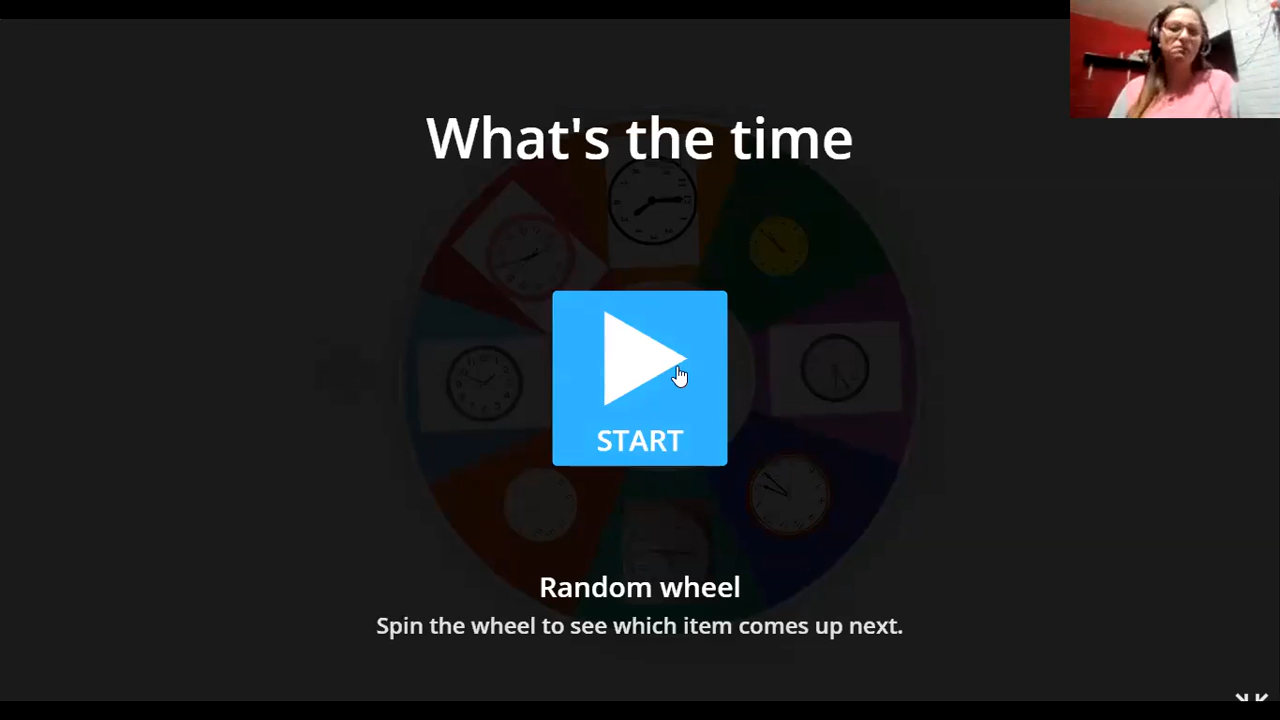 What's the time
START
Random wheel
Spin the wheel to see which item comes up next.